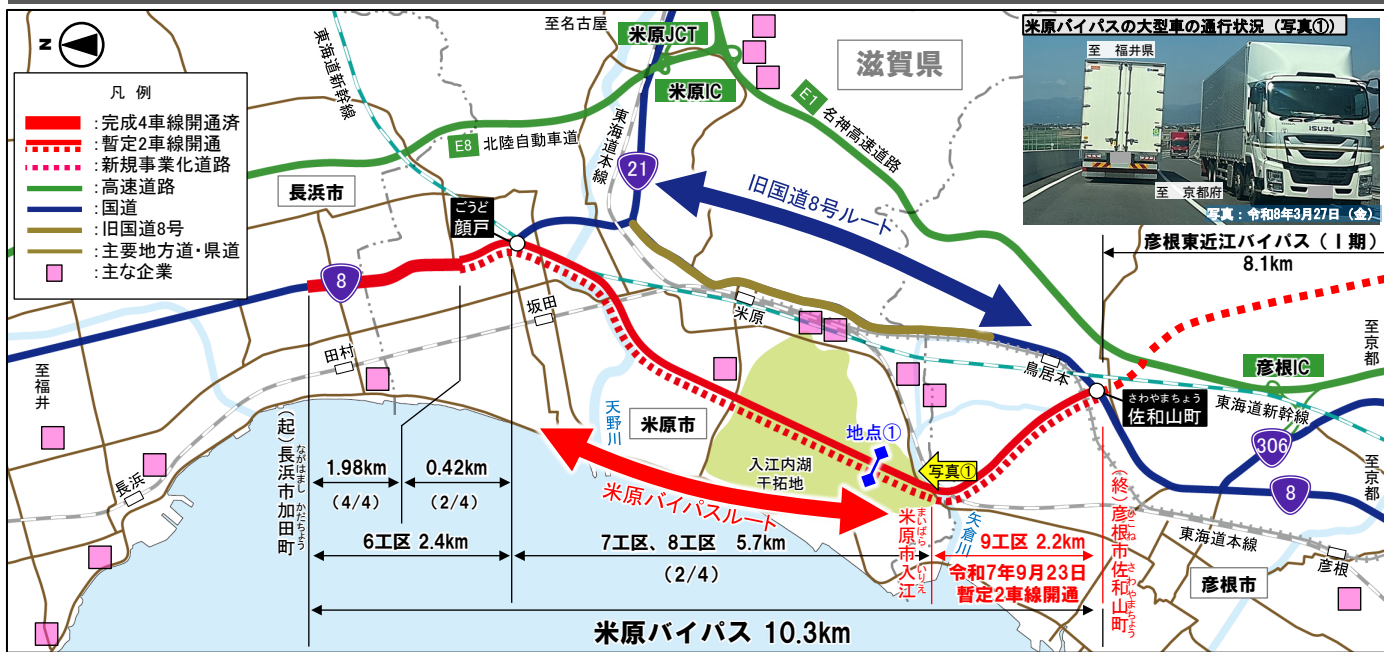 N
凡 例
:完成4車線開通済
:暫定2車線開通
:新規事業化道路
:高速道路
:国道
:旧国道8号
:主要地方道・県道
:主な企業
東海道新幹線
至名古屋
米原JCT
米原IC
滋賀県
E1 名神高速道路
E8 北陸自動車道
東海道本線
21
旧国道8号ルート
米原バイパスの大型車の通行状況（写真①）
至 福井県
ISUZU
至 京都府
写真：令和8年3月27日（金）
彦根東近江バイパス（Ⅰ期）
8.1km
長浜市
ごうど
顔戸
8
坂田
米原
田村
鳥居本
彦根IC
至京都
東海道新幹線
さわやまちょう
佐和山町
306
8
至京都
至福井
長浜
天野川
米原市
地点①
入江内湖
干拓地
写真①
米原バイパスルート
矢倉川
東海道本線
彦根
彦根市
（起）長浜市加田町
ながはまし かだちょう
1.98km
(4/4)
0.42km
(2/4)
6工区 2.4km
7工区、8工区 5.7km
(2/4)
米原市入江
まいばら いりえ
9工区 2.2km
令和7年9月23日
暫定2車線開通
（終）彦根市佐和山町
ひこね さわやまちょう
米原バイパス 10.3km